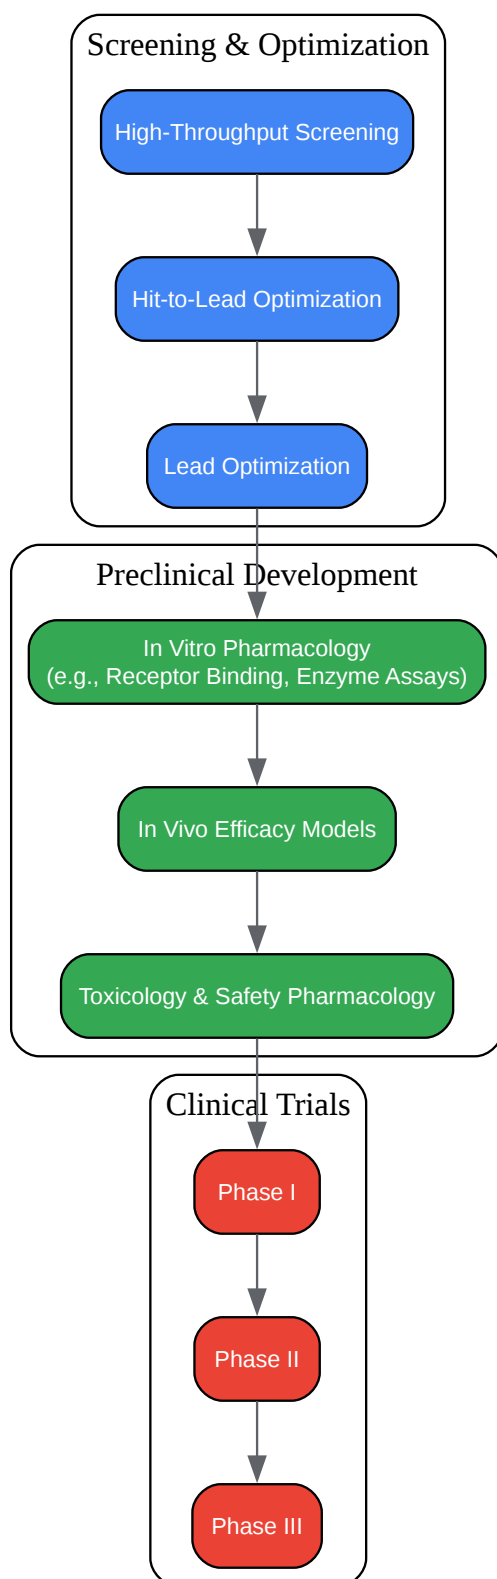 Screening & Optimization
High-Throughput Screening
Hit-to-Lead Optimization
Lead Optimization
Preclinical Development
In Vitro Pharmacology
(e.g., Receptor Binding, Enzyme Assays)
In Vivo Efficacy Models
Toxicology & Safety Pharmacology
Clinical Trials
Phase I
Phase II
Phase III